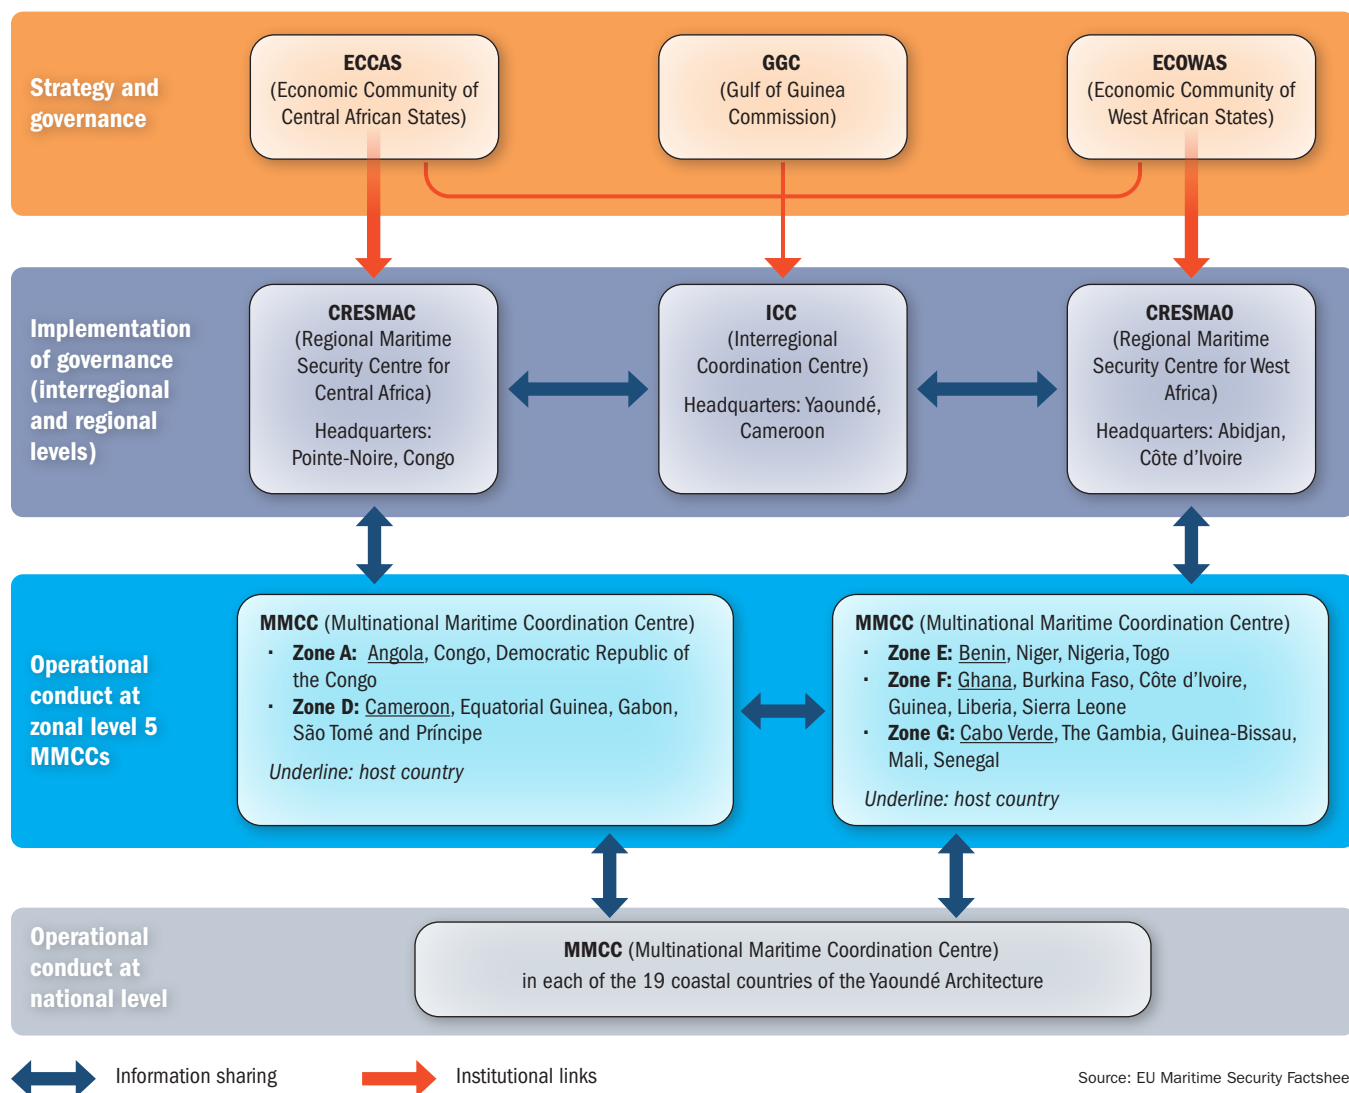 Strategy and
governance
ECCAS
(Economic Community of
Central African States)
GGC
(Gulf of Guinea
Commission)
ECOWAS
(Economic Community of
West African States)
Implementation
of governance
(interregional
and regional
levels)
CRESMAC
(Regional Maritime
Security Centre for
Central Africa)
Headquarters:
Pointe-Noire, Congo
ICC
(Interregional
Coordination Centre)
Headquarters: Yaoundé,
Cameroon
CRESMAO
(Regional Maritime
Security Centre for West
Africa)
Headquarters: Abidjan,
Côte d'Ivoire
Operational
conduct at
zonal level 5
MMCCs
MMCC (Multinational Maritime Coordination Centre)
· Zone A: Angola, Congo, Democratic Republic of
the Congo
· Zone D: Cameroon, Equatorial Guinea, Gabon,
São Tomé and Príncipe
Underline: host country
MMCC (Multinational Maritime Coordination Centre)
· Zone E: Benin, Niger, Nigeria, Togo
· Zone F: Ghana, Burkina Faso, Côte d'Ivoire,
Guinea, Liberia, Sierra Leone
· Zone G: Cabo Verde, The Gambia, Guinea-Bissau,
Mali, Senegal
Underline: host country
Operational
conduct at
national level
MMCC (Multinational Maritime Coordination Centre)
in each of the 19 coastal countries of the Yaoundé Architecture
Information sharing
Institutional links
Source: EU Maritime Security Factshee